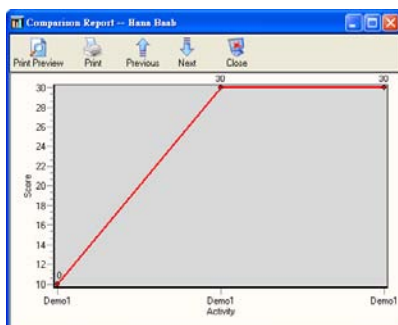 Comparison Report -- Hana Baab
Print Preview Print Previous Next Close
30 30
30
28
26
24
22
20
18
16
14
12
10
0
Score
Demo1 Demo1 Demo1
Activity